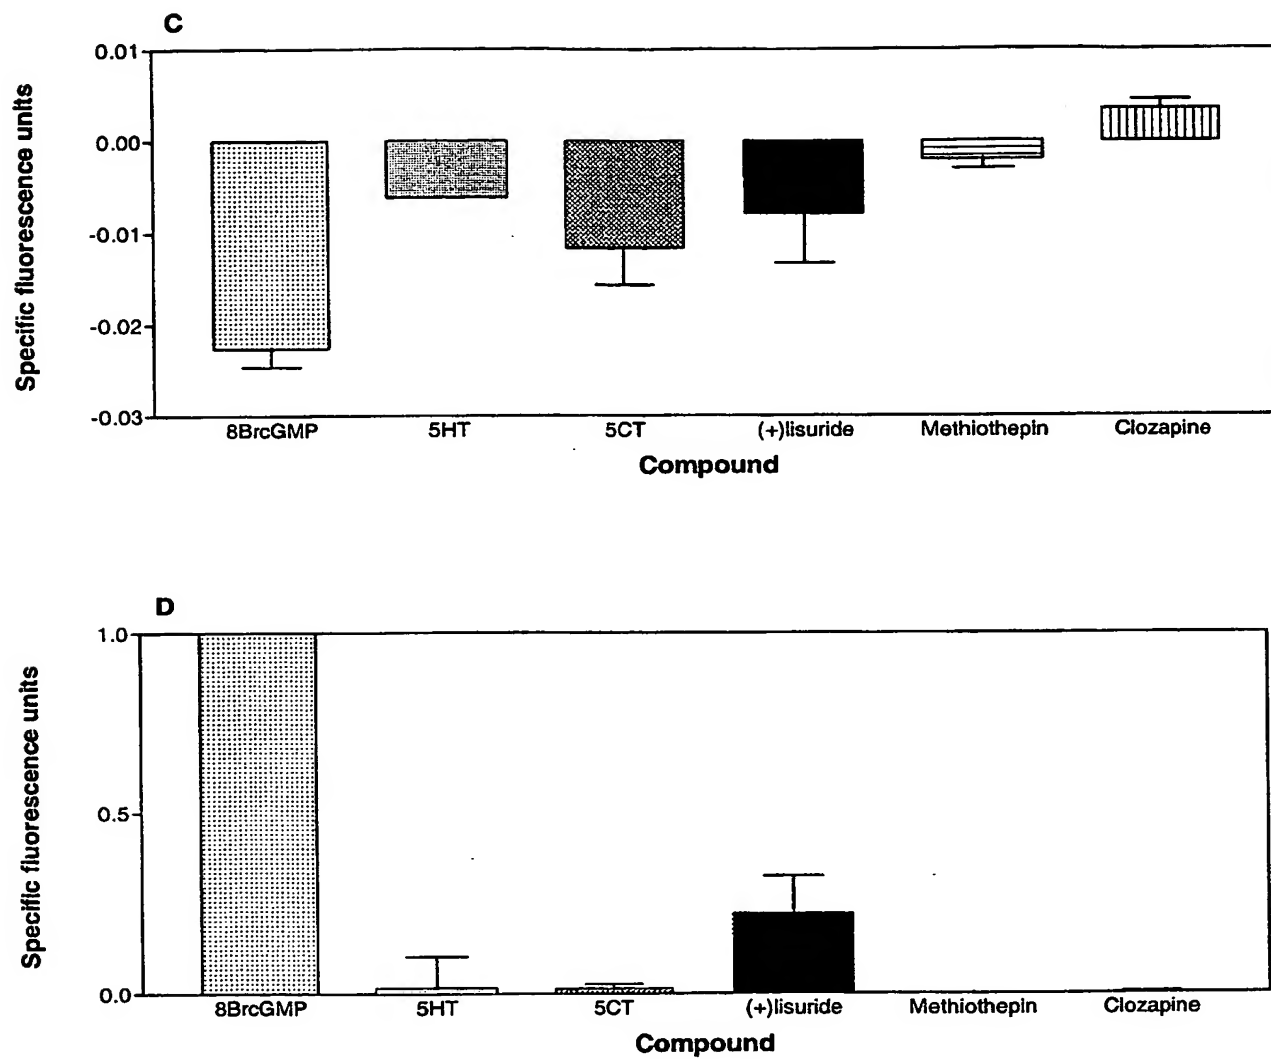 C
Specific fluorescence units
0.01
0.00
-0.01
-0.02
-0.03
8BrcGMP 5HT 5CT (+)lisuride Methiothepin Clozapine
Compound
D
Specific fluorescence units
1.0
0.5
0.0
8BrcGMP 5HT 5CT (+)lisuride Methiothepin Clozapine
Compound